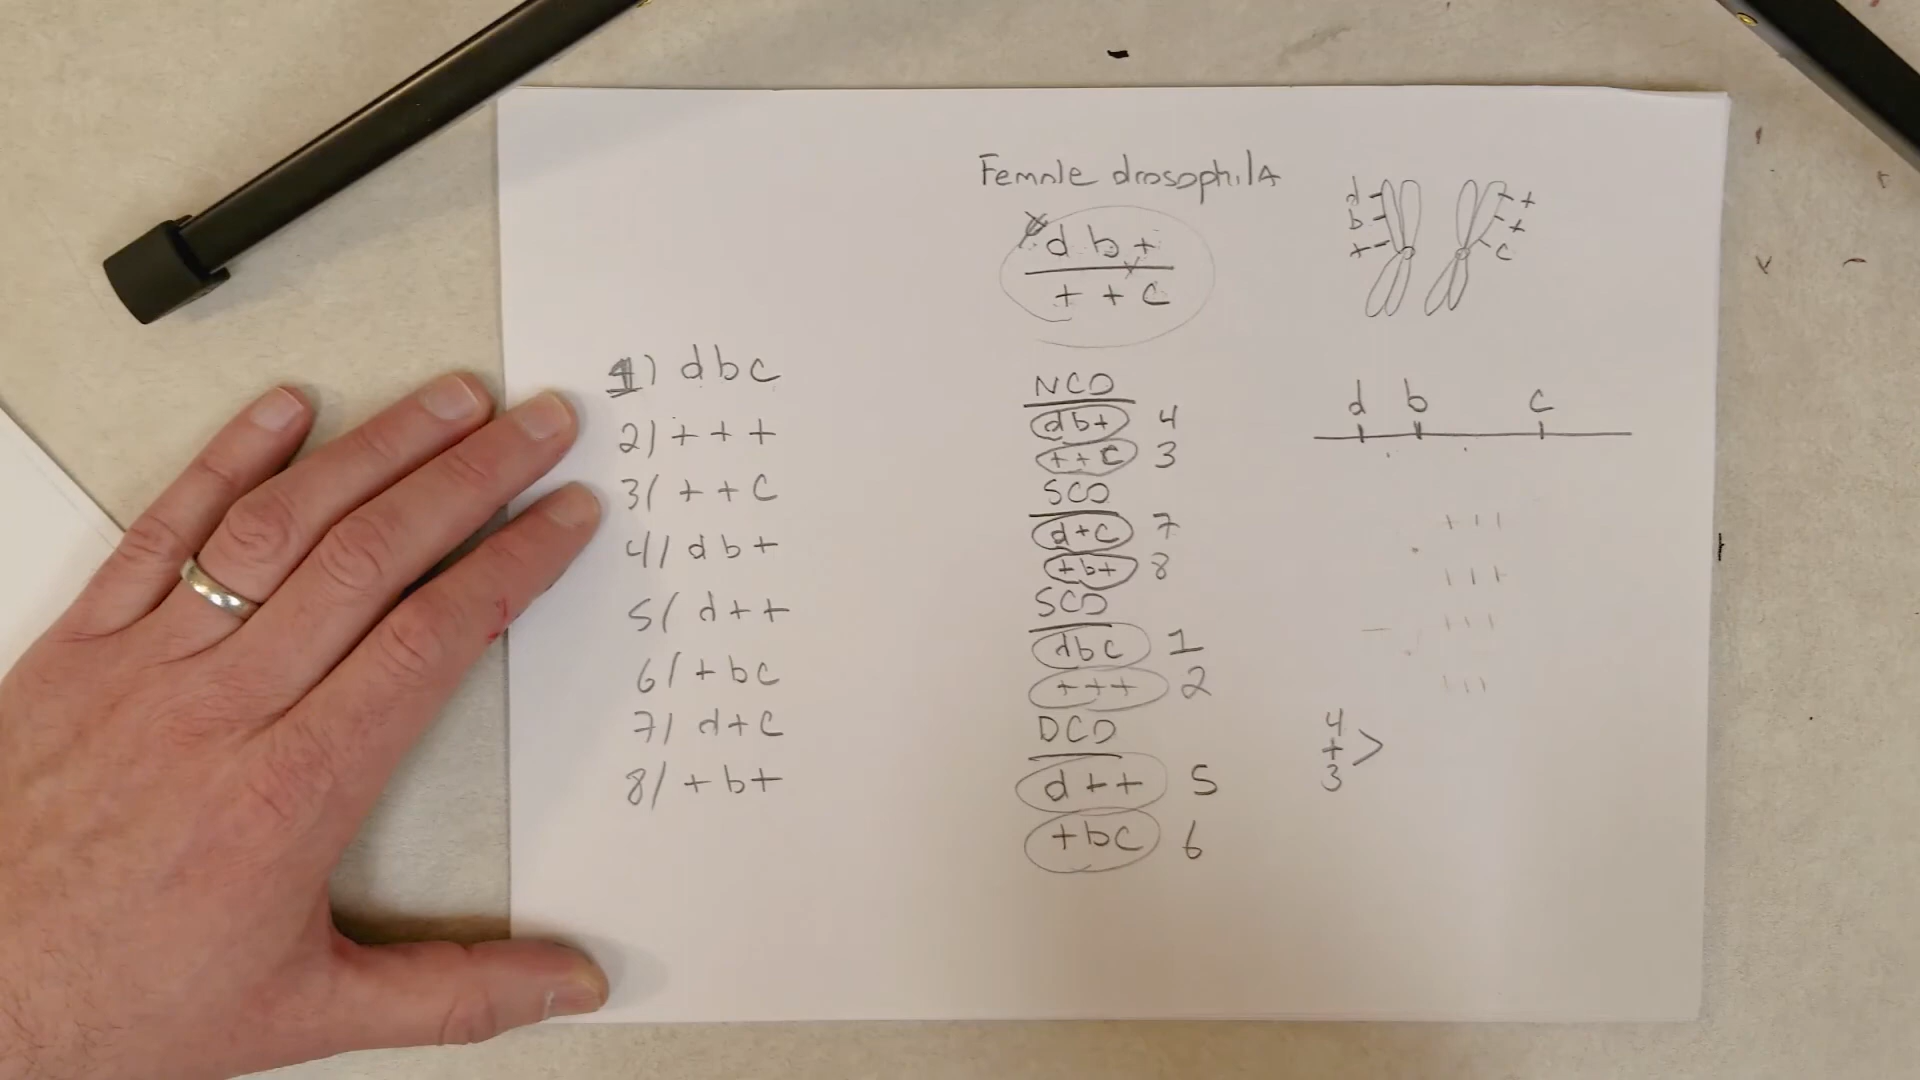 Female drosophila
d b +
+ + c
d
b
+
+
+
c
1) d b c
2) + + +
3/ + + c
4/ d b +
5/ d + +
6/ + b c
7/ d + c
8/ + b +
NCO
d b + 4
+ + c 3
SCO
d + c 7
+ b + 8
SCO
d b c 1
+ + + 2
DCO
d + + 5
+ b c 6
d b c
4
+ >
3